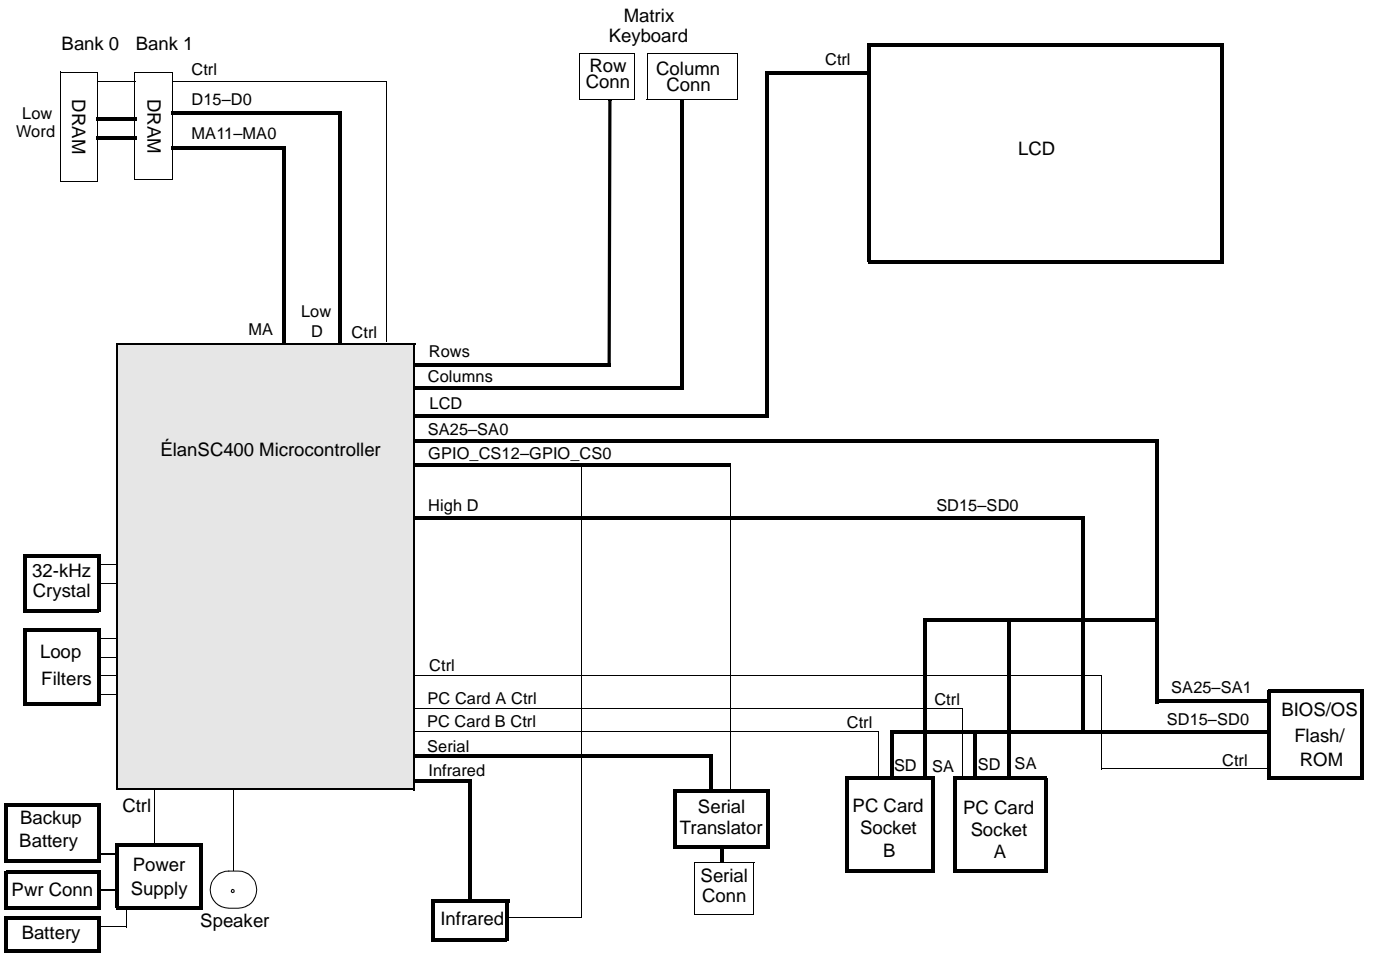 Matrix
Keyboard
Bank 0
Bank 1
Row
Conn
Column
Conn
Ctrl
Ctrl
D15–D0
MA11–MA0
Low
Word
DRAM
DRAM
LCD
MA
Low
D
Ctrl
Rows
Columns
LCD
SA25–SA0
GPIO_CS12–GPIO_CS0
ÉlanSC400 Microcontroller
High D
SD15–SD0
32-kHz
Crystal
Loop
Filters
Ctrl
PC Card A Ctrl
PC Card B Ctrl
Serial
Infrared
Ctrl
Ctrl
SA25–SA1
SD15–SD0
Ctrl
BIOS/OS
Flash/
ROM
SD
SA
SD
SA
PC Card
Socket
B
PC Card
Socket
A
Serial
Translator
Serial
Conn
Ctrl
Backup
Battery
Pwr Conn
Battery
Power
Supply
Speaker
Infrared